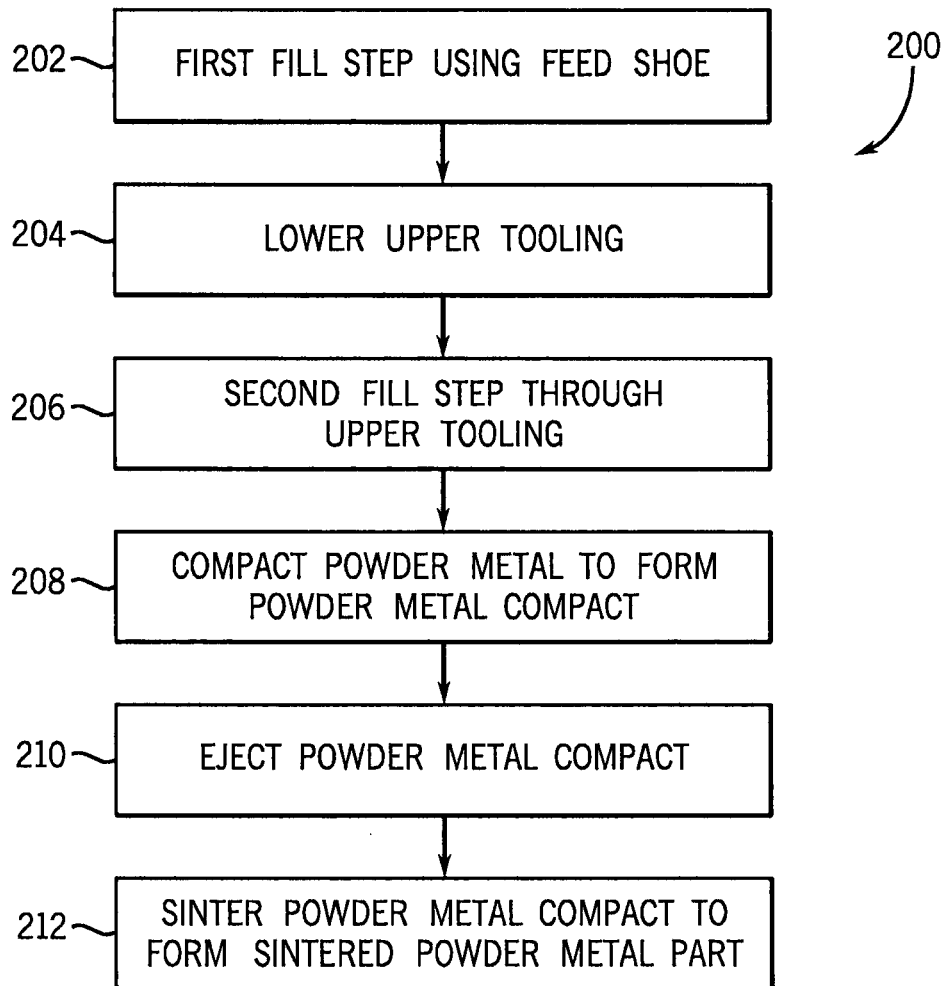 202
FIRST FILL STEP USING FEED SHOE
200
204
LOWER UPPER TOOLING
206
SECOND FILL STEP THROUGH
UPPER TOOLING
208
COMPACT POWDER METAL TO FORM
POWDER METAL COMPACT
210
EJECT POWDER METAL COMPACT
212
SINTER POWDER METAL COMPACT TO
FORM SINTERED POWDER METAL PART